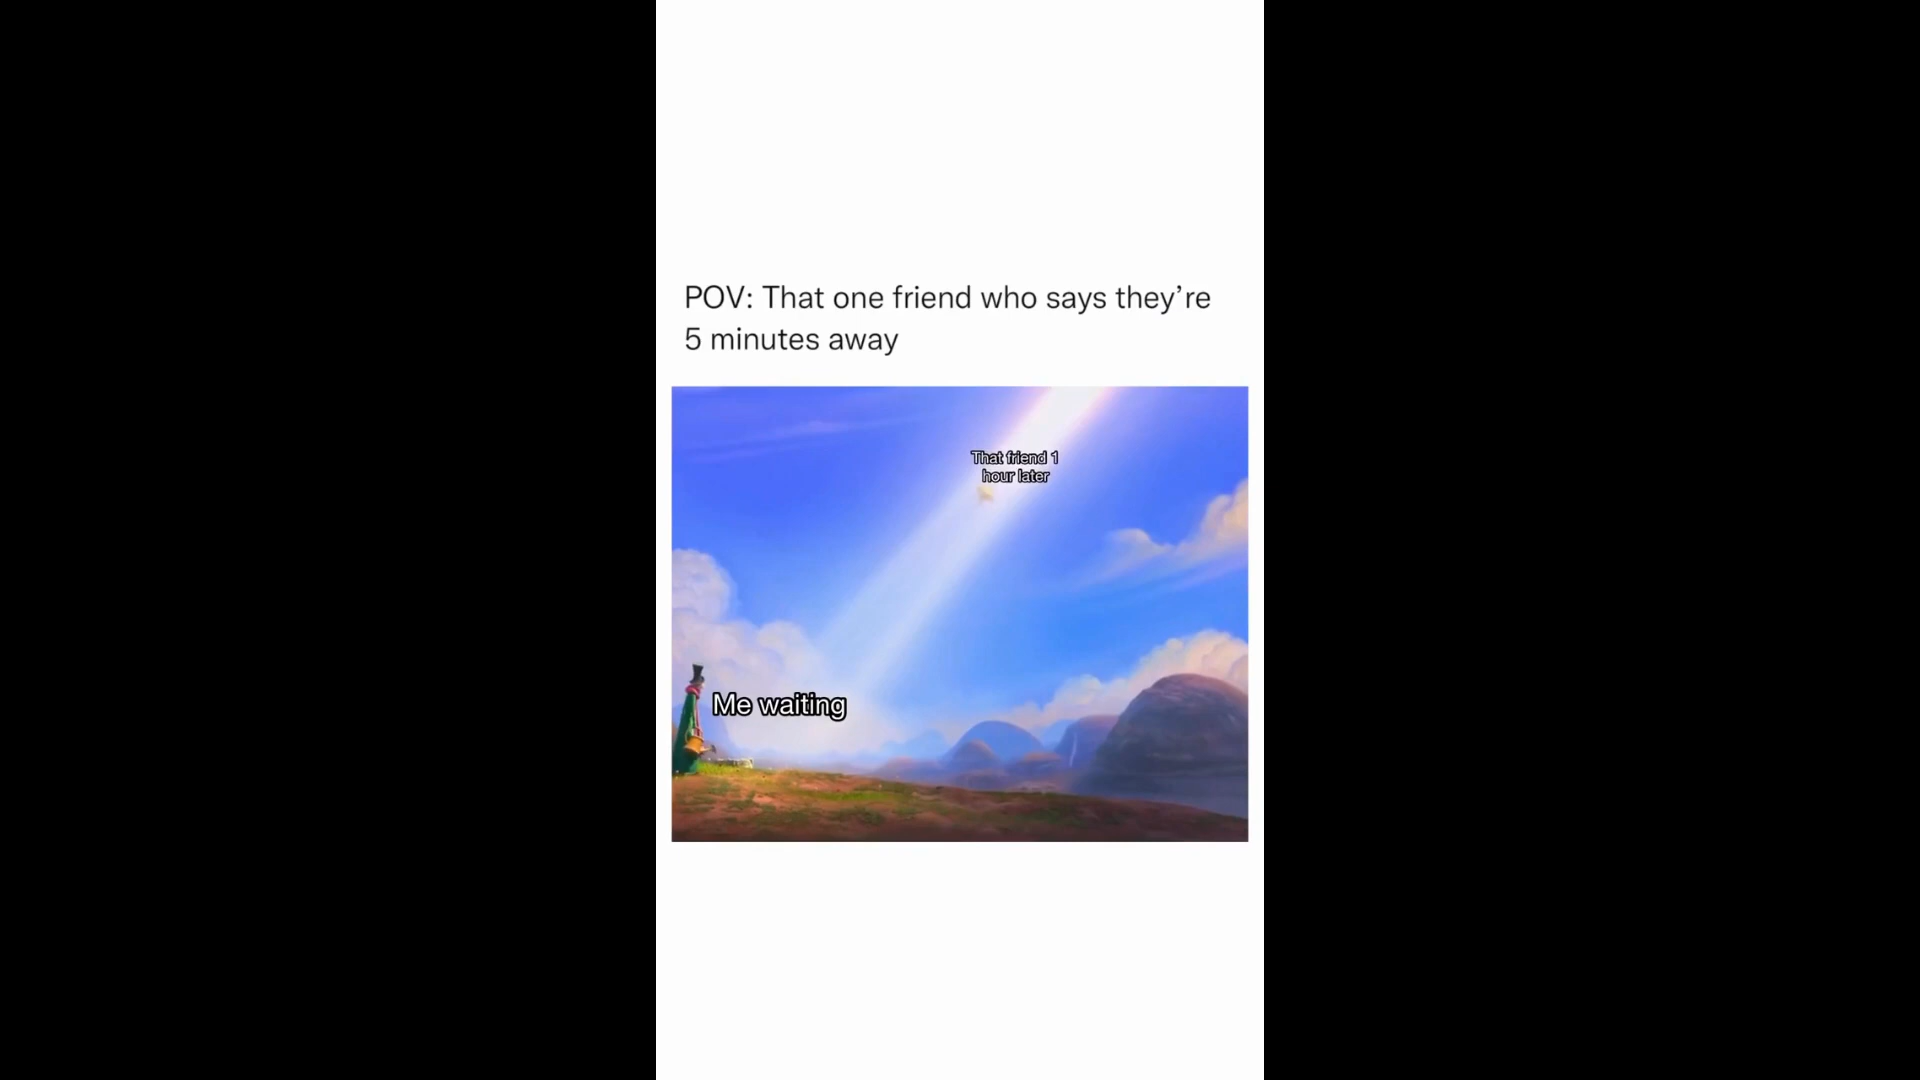 POV: That one friend who says they’re
5 minutes away
That friend 1
hour later
Me waiting